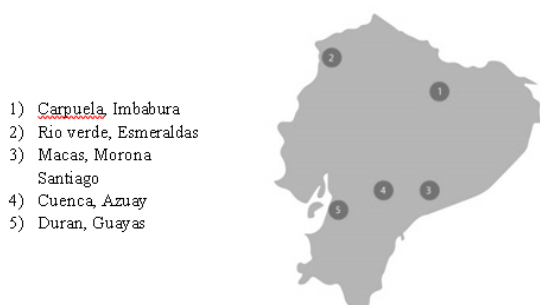 1) Carpuela, Imbabura
2) Rio verde, Esmeraldas
3) Macas, Morona
Santiago
4) Cuenca, Azuay
5) Duran, Guayas
2
1
4
3
5